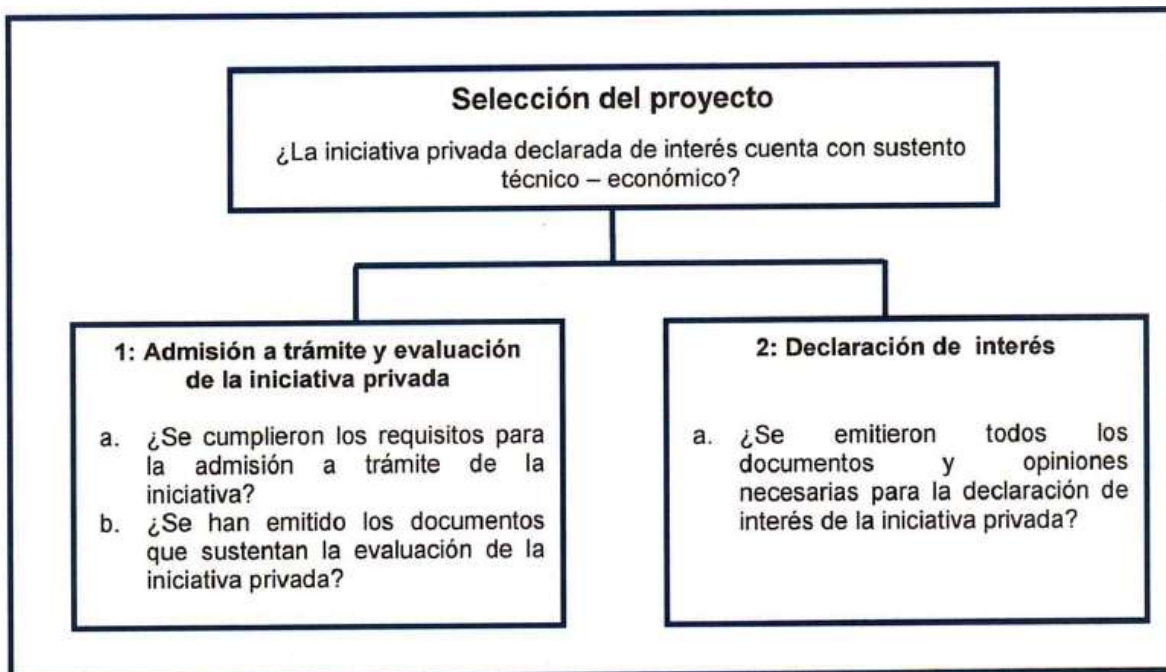 Selección del proyecto
¿La iniciativa privada declarada de interés cuenta con sustento
técnico – económico?
1: Admisión a trámite y evaluación
de la iniciativa privada
a. ¿Se cumplieron los requisitos para
la admisión a trámite de la
iniciativa?
b. ¿Se han emitido los documentos
que sustentan la evaluación de la
iniciativa privada?
2: Declaración de interés
a. ¿Se emitieron todos los
documentos y opiniones
necesarias para la declaración de
interés de la iniciativa privada?